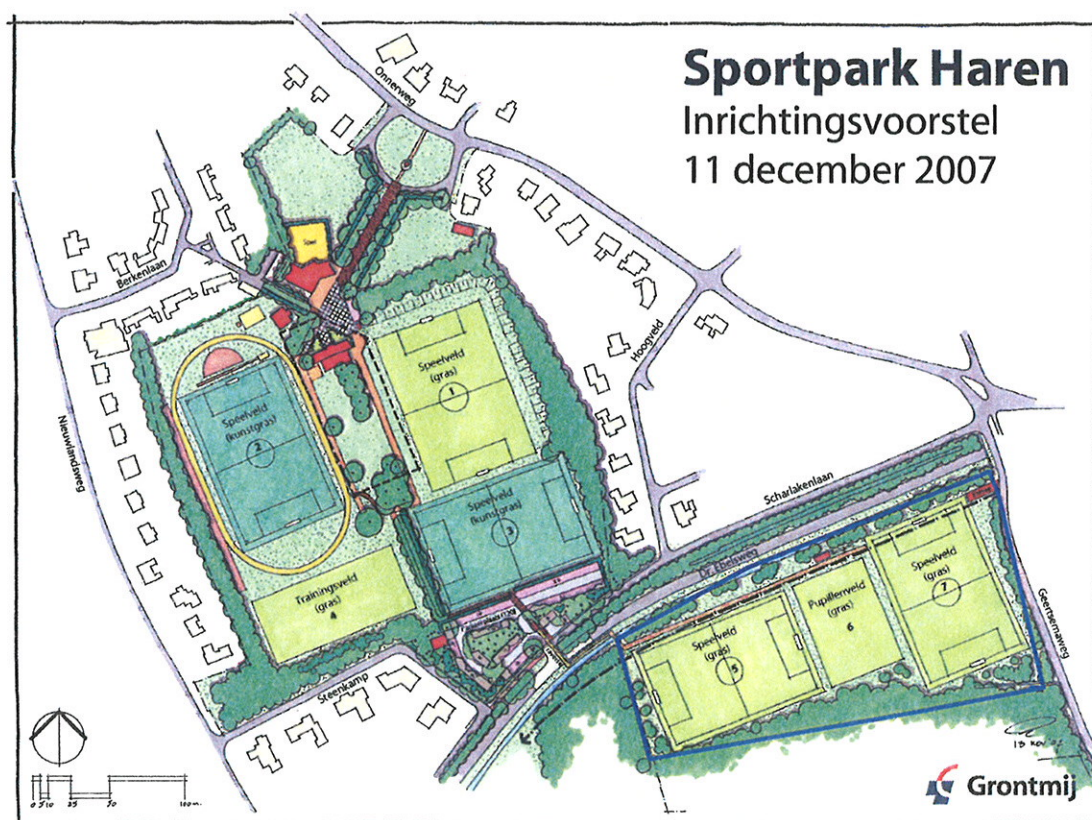 Sportpark Haren
Inrichtingsvoorstel
11 december 2007
Onnerweg
Berkenlaan
Nieuwlandsweg
Hoogveld
Speelveld
(gras)
1
Speelveld
(kunstgras)
2
Speelveld
(kunstgras)
3
Trainingsveld
(gras)
4
Scharlakenlaan
Dr. Ebelsweg
Speelveld
(gras)
5
Pupillenveld
(gras)
6
Speelveld
(gras)
7
Geertsemaweg
Steenkamp
0 5 10 25 50 100 m.
Grontmij